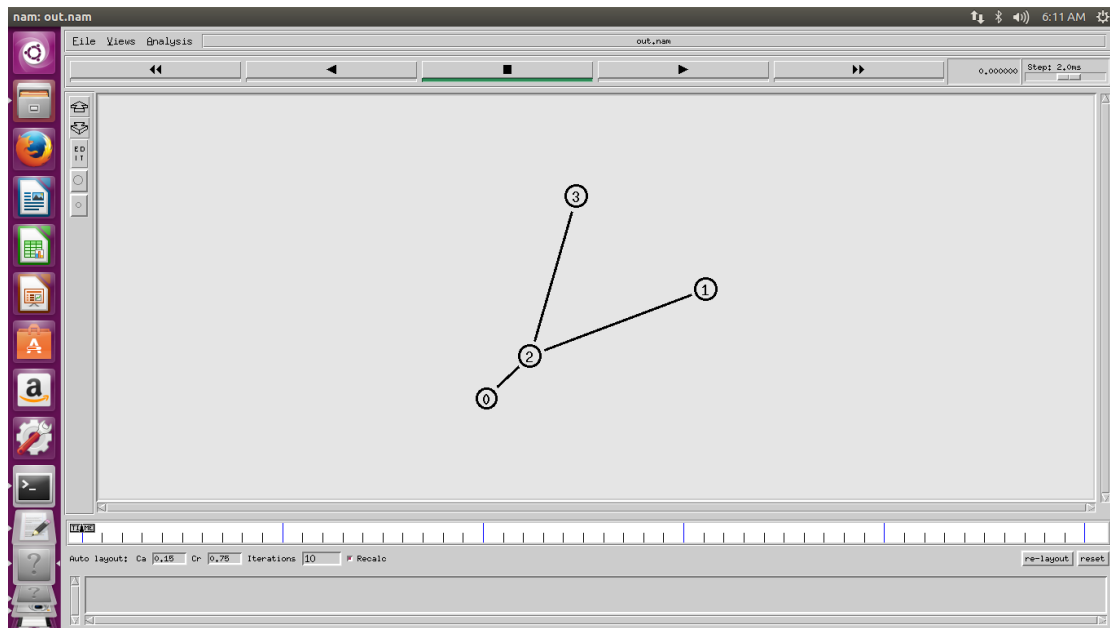 nam: out.nam 6:11 AM
File Views Analysis out.nam
0.000000 Step: 2.0ms
ED
IT
3
1
2
0
TIME
Auto layout: Ca 0.15 Cr 0.75 Iterations 10 Recalc re-layout reset